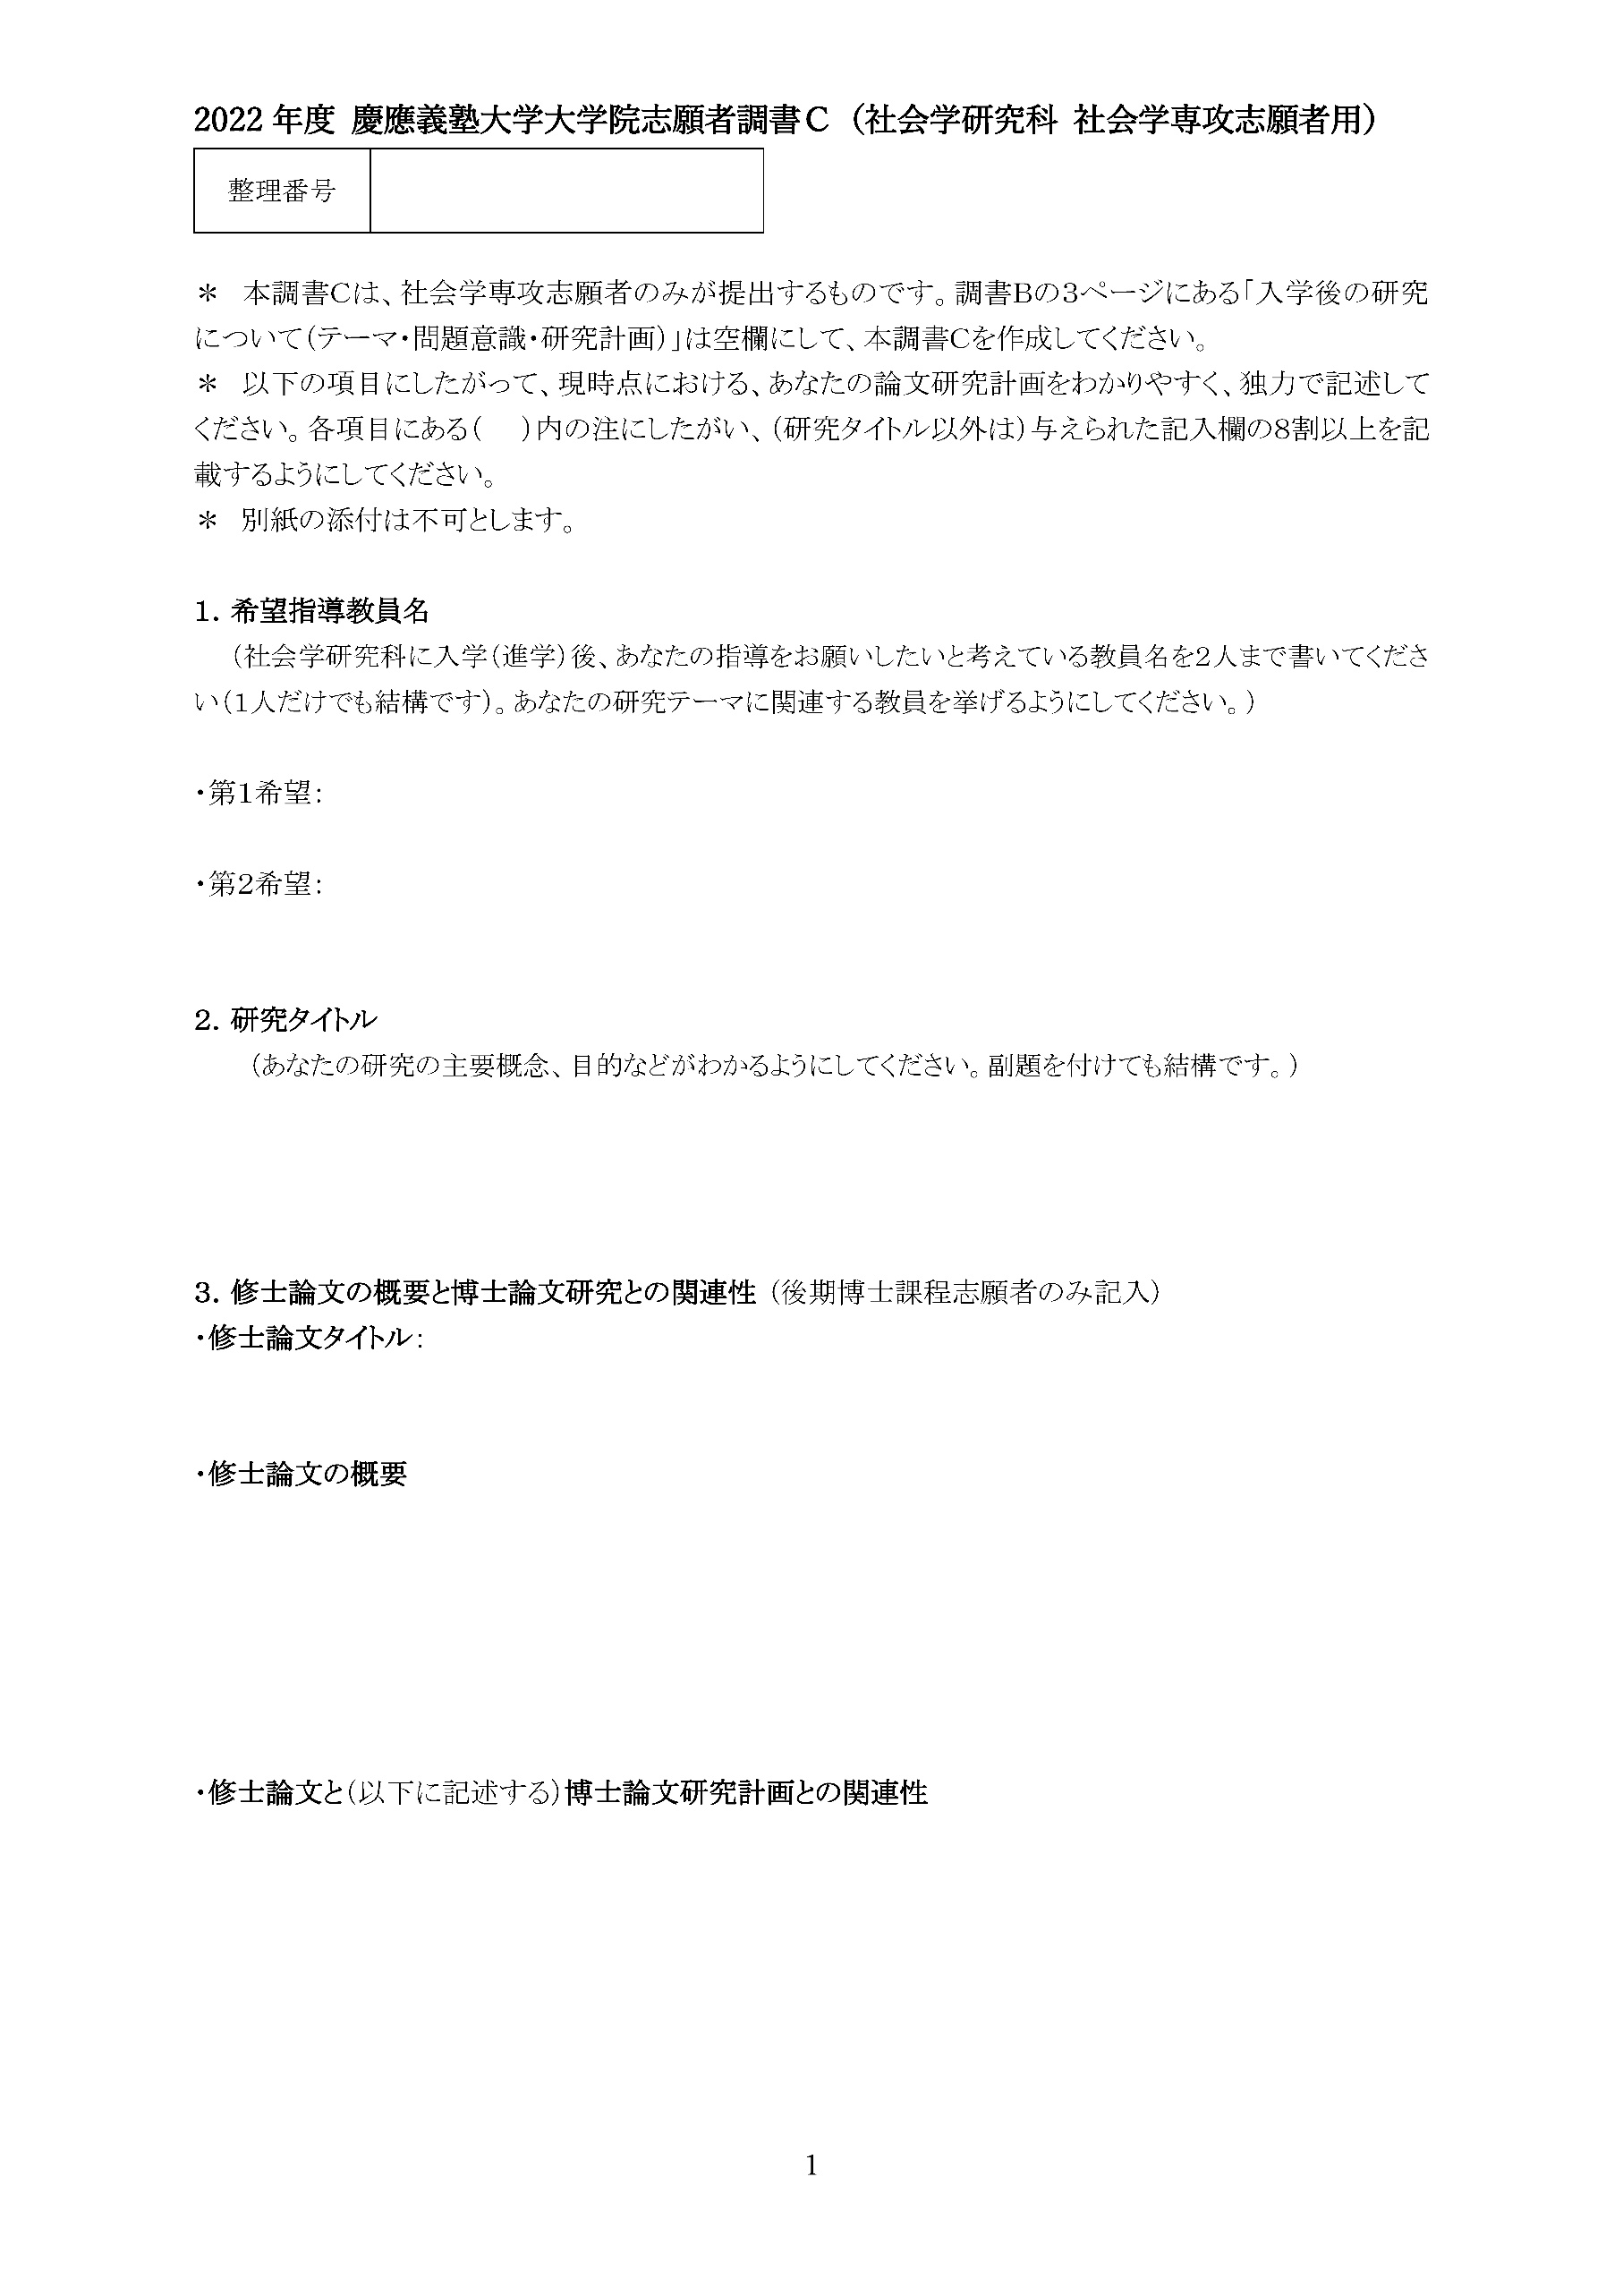 2022 年度 慶應義塾大学大学院志願者調書C （社会学研究科 社会学専攻志願者用）
整理番号
＊ 本調書Cは、社会学専攻志願者のみが提出するものです。調書Bの3ページにある「入学後の研究
について（テーマ・問題意識・研究計画）」は空欄にして、本調書Cを作成してください。
＊ 以下の項目にしたがって、現時点における、あなたの論文研究計画をわかりやすく、独力で記述して
ください。各項目にある（ ）内の注にしたがい、（研究タイトル以外は）与えられた記入欄の8割以上を記
載するようにしてください。
＊ 別紙の添付は不可とします。
1. 希望指導教員名
（社会学研究科に入学（進学）後、あなたの指導をお願いしたいと考えている教員名を2人まで書いてくださ
い（1人だけでも結構です）。あなたの研究テーマに関連する教員を挙げるようにしてください。）
・第1希望：
・第2希望：
2. 研究タイトル
（あなたの研究の主要概念、目的などがわかるようにしてください。副題を付けても結構です。）
3. 修士論文の概要と博士論文研究との関連性 （後期博士課程志願者のみ記入）
・修士論文タイトル：
・修士論文の概要
・修士論文と（以下に記述する）博士論文研究計画との関連性
1